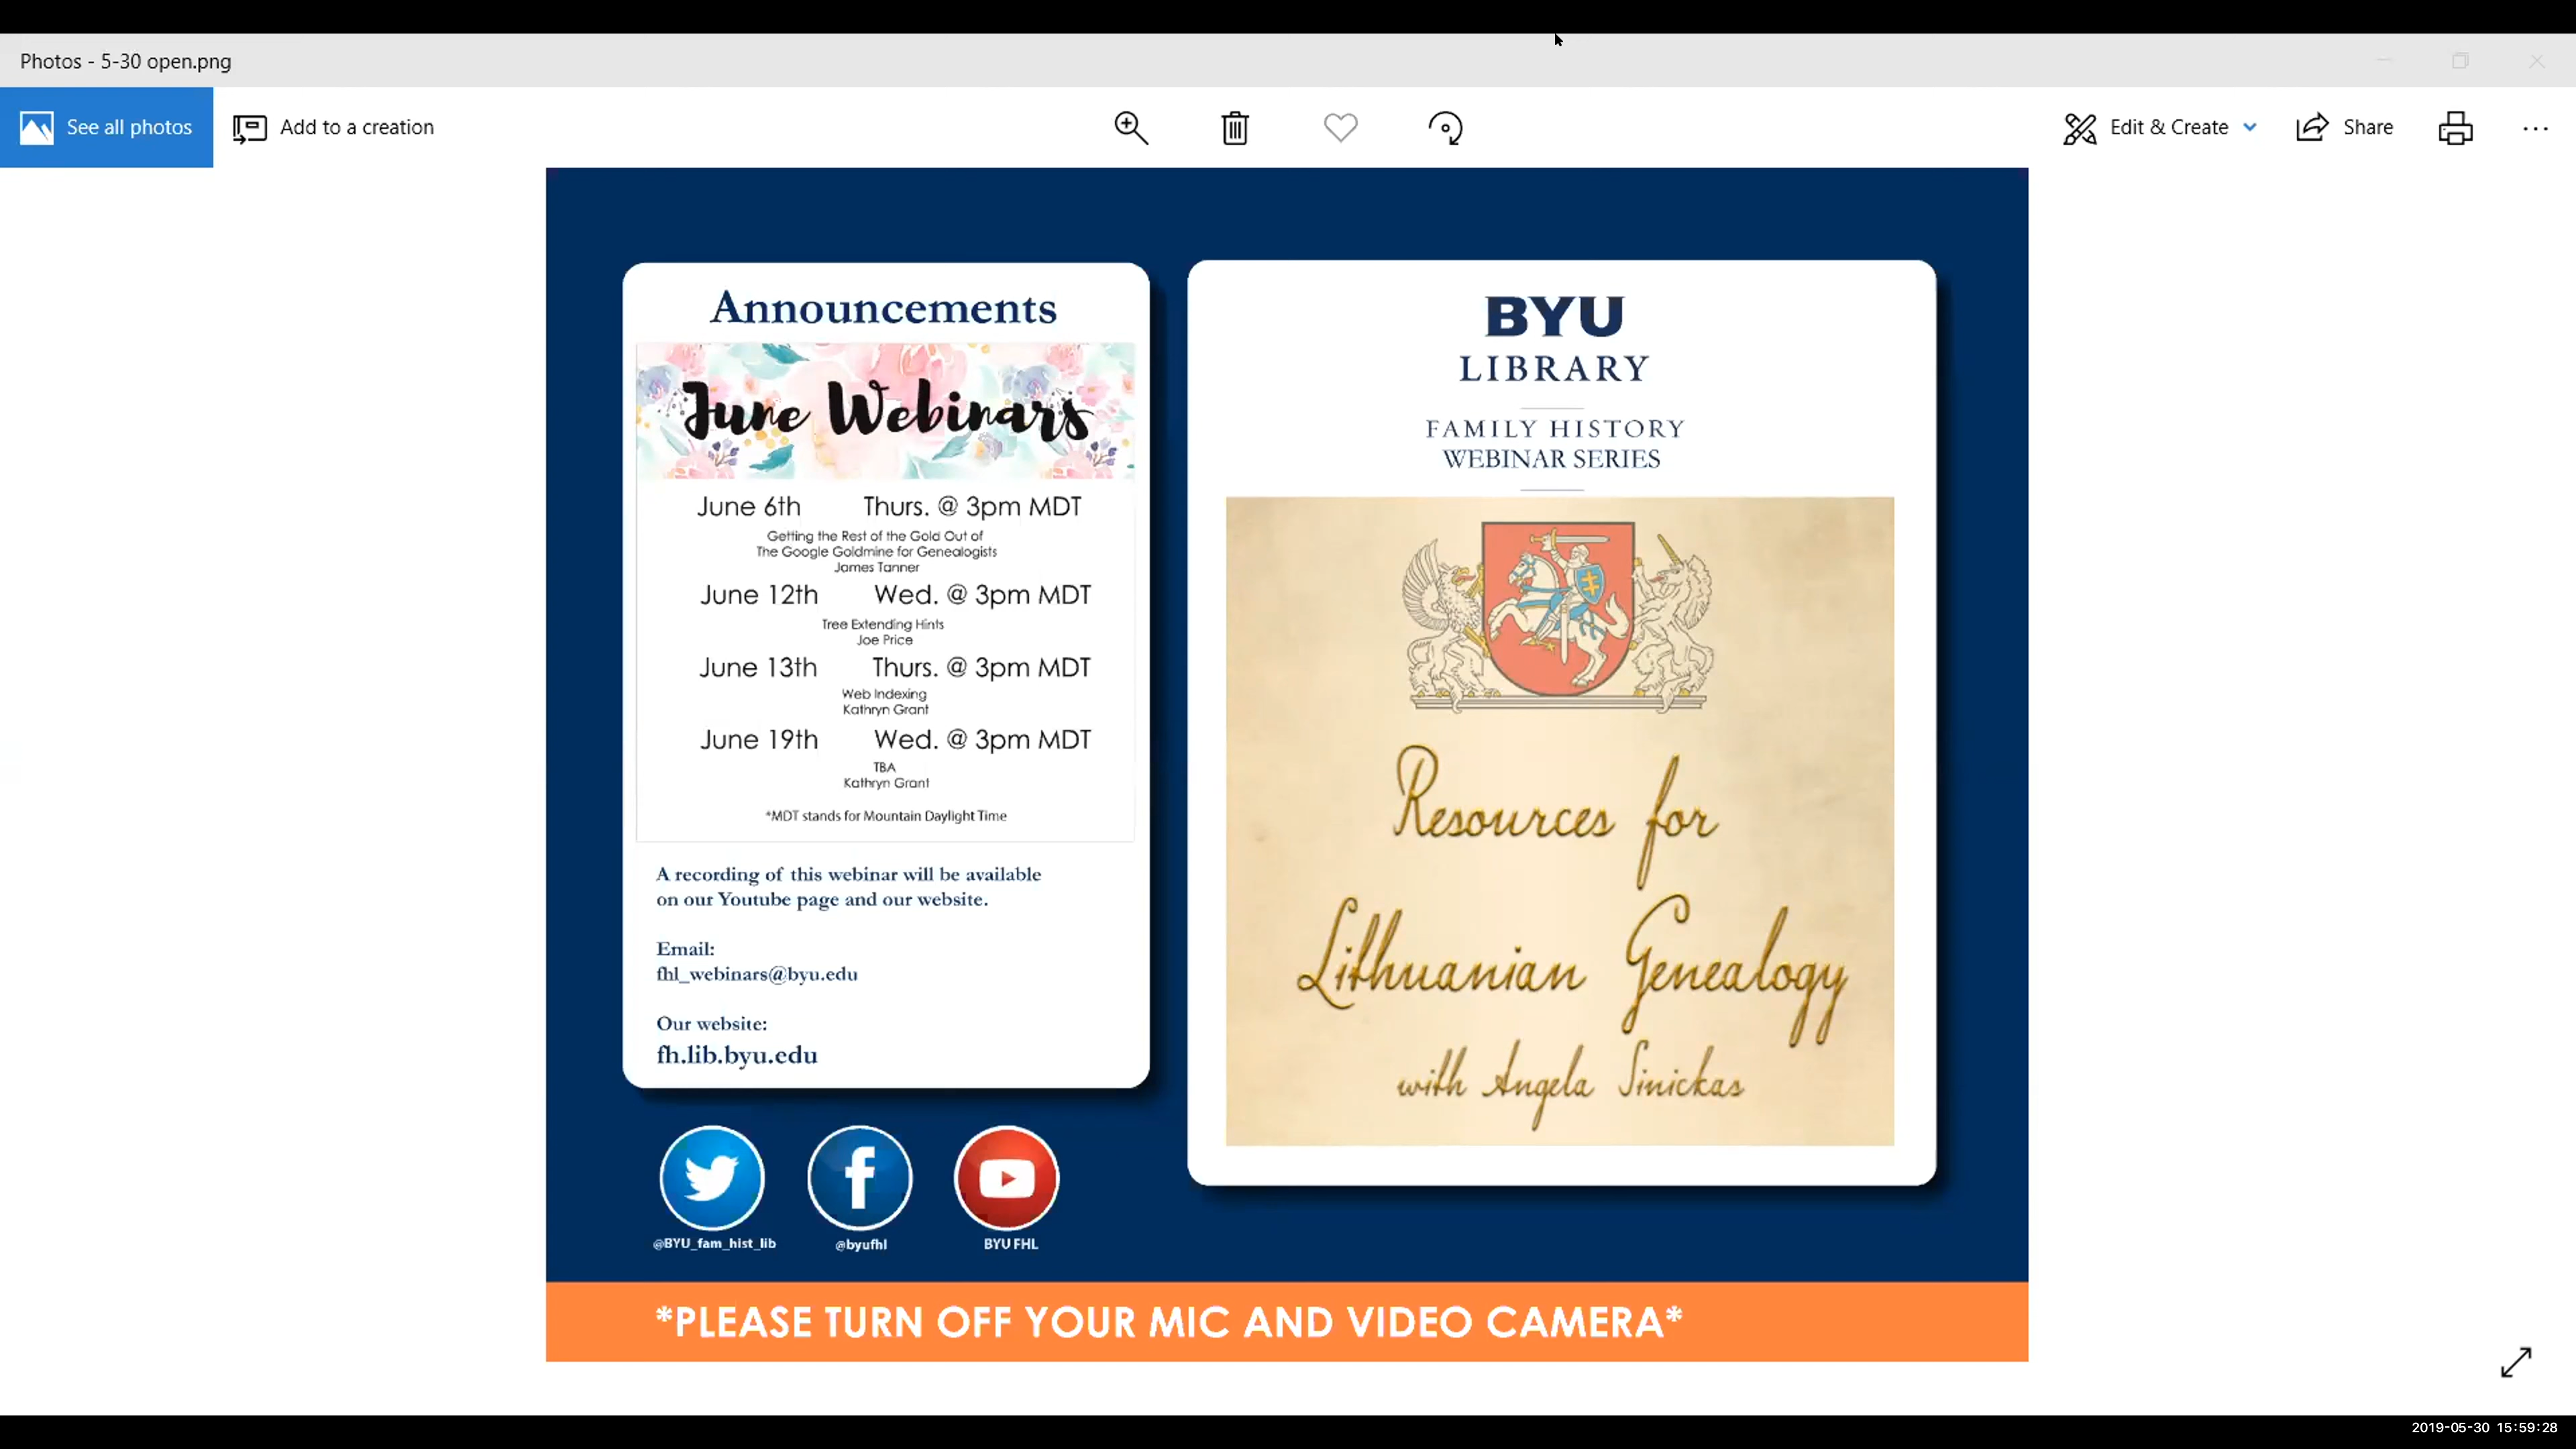 Photos - 5-30 open.png
See all photos
Add to a creation
Edit & Create
Share
Announcements
June Webinars
June 6th Thurs. @ 3pm MDT
Getting the Rest of the Gold Out of
The Google Goldmine for Genealogists
James Tanner
June 12th Wed. @ 3pm MDT
Tree Extending Hints
Joe Price
June 13th Thurs. @ 3pm MDT
Web Indexing
Kathryn Grant
June 19th Wed. @ 3pm MDT
TBA
Kathryn Grant
*MDT stands for Mountain Daylight Time
A recording of this webinar will be available
on our Youtube page and our website.
Email:
fhl_webinars@byu.edu
Our website:
fh.lib.byu.edu
@BYU_fam_hist_lib
@byufhl
BYU FHL
BYU
LIBRARY
FAMILY HISTORY
WEBINAR SERIES
Resources for
Lithuanian Genealogy
with Angela Sinickas
*PLEASE TURN OFF YOUR MIC AND VIDEO CAMERA*
2019-05-30 15:59:28